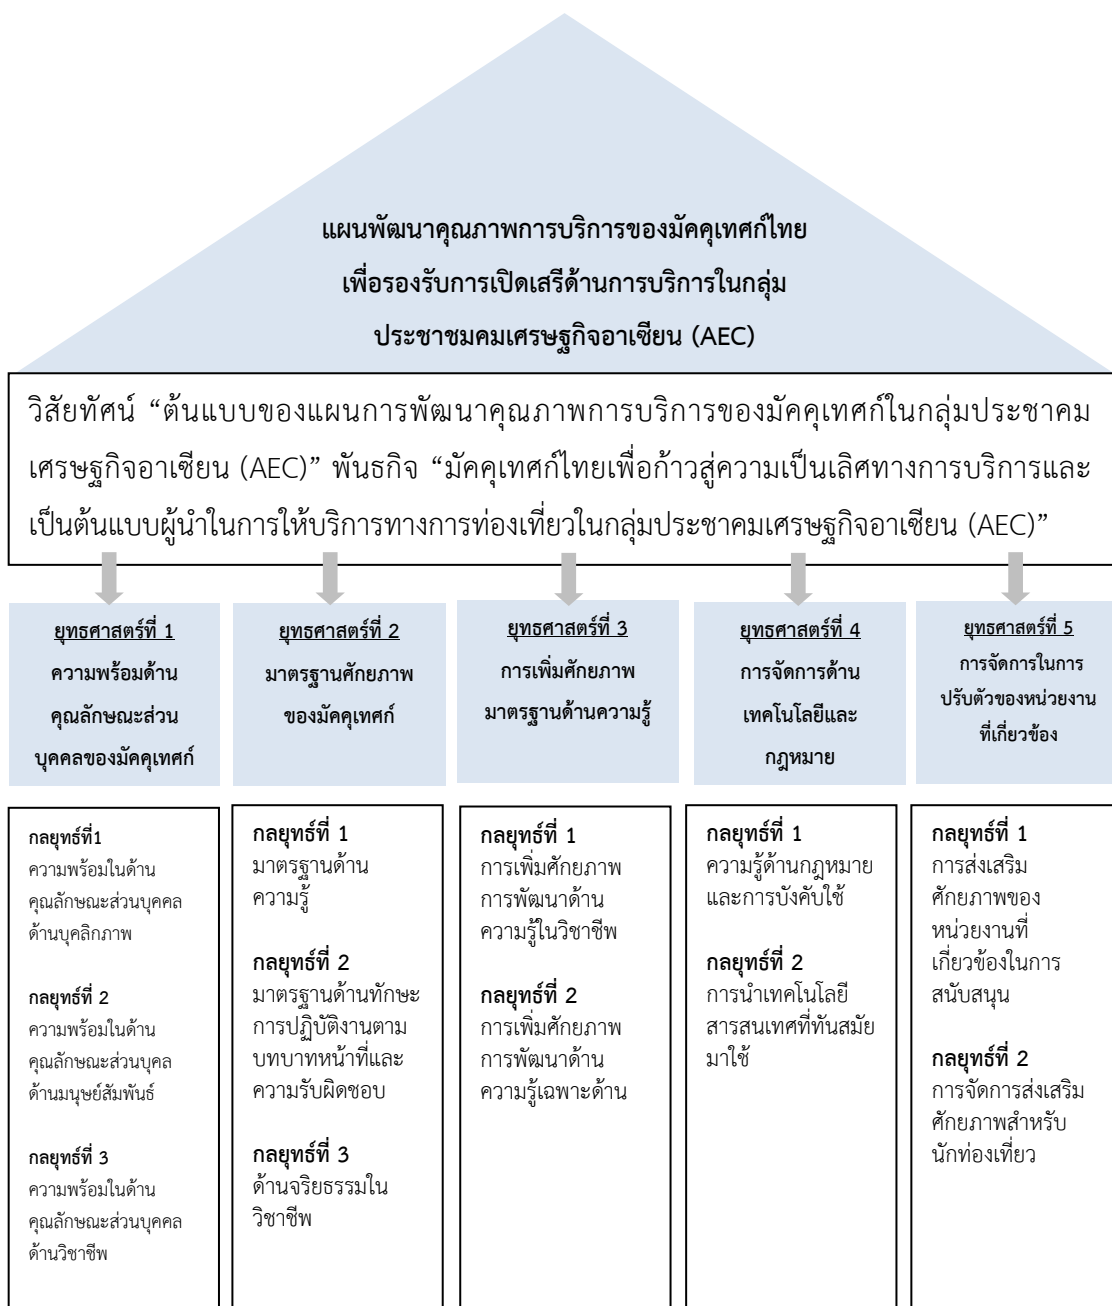 แผนพัฒนาคุณภาพการบริการของมัคคุเทศก์ไทย
เพื่อรองรับการเปิดเสรีด้านการบริการในกลุ่ม
ประชาชมคมเศรษฐกิจอาเซียน (AEC)
วิสัยทัศน์ “ต้นแบบของแผนการพัฒนาคุณภาพการบริการของมัคคุเทศก์ในกลุ่มประชาคม
เศรษฐกิจอาเซียน (AEC)” พันธกิจ “มัคคุเทศก์ไทยเพื่อก้าวสู่ความเป็นเลิศทางการบริการและ
เป็นต้นแบบผู้นำในการให้บริการทางการท่องเที่ยวในกลุ่มประชาคมเศรษฐกิจอาเซียน (AEC)”
ยุทธศาสตร์ที่ 1
ความพร้อมด้าน
คุณลักษณะส่วน
บุคคลของมัคคุเทศก์
ยุทธศาสตร์ที่ 2
มาตรฐานศักยภาพ
ของมัคคุเทศก์
ยุทธศาสตร์ที่ 3
การเพิ่มศักยภาพ
มาตรฐานด้านความรู้
ยุทธศาสตร์ที่ 4
การจัดการด้าน
เทคโนโลยีและ
กฎหมาย
ยุทธศาสตร์ที่ 5
การจัดการในการ
ปรับตัวของหน่วยงาน
ที่เกี่ยวข้อง
กลยุทธ์ที่1
ความพร้อมในด้าน
คุณลักษณะส่วนบุคคล
ด้านบุคลิกภาพ
กลยุทธ์ที่ 2
ความพร้อมในด้าน
คุณลักษณะส่วนบุคล
ด้านมนุษย์สัมพันธ์
กลยุทธ์ที่ 3
ความพร้อมในด้าน
คุณลักษณะส่วนบุคคล
ด้านวิชาชีพ
กลยุทธ์ที่ 1
มาตรฐานด้าน
ความรู้
กลยุทธ์ที่ 2
มาตรฐานด้านทักษะ
การปฏิบัติงานตาม
บทบาทหน้าที่และ
ความรับผิดชอบ
กลยุทธ์ที่ 3
ด้านจริยธรรมใน
วิชาชีพ
กลยุทธ์ที่ 1
การเพิ่มศักยภาพ
การพัฒนาด้าน
ความรู้ในวิชาชีพ
กลยุทธ์ที่ 2
การเพิ่มศักยภาพ
การพัฒนาด้าน
ความรู้เฉพาะด้าน
กลยุทธ์ที่ 1
ความรู้ด้านกฎหมาย
และการบังคับใช้
กลยุทธ์ที่ 2
การนำเทคโนโลยี
สารสนเทศที่ทันสมัย
มาใช้
กลยุทธ์ที่ 1
การส่งเสริม
ศักยภาพของ
หน่วยงานที่
เกี่ยวข้องในการ
สนับสนุน
กลยุทธ์ที่ 2
การจัดการส่งเสริม
ศักยภาพสำหรับ
นักท่องเที่ยว